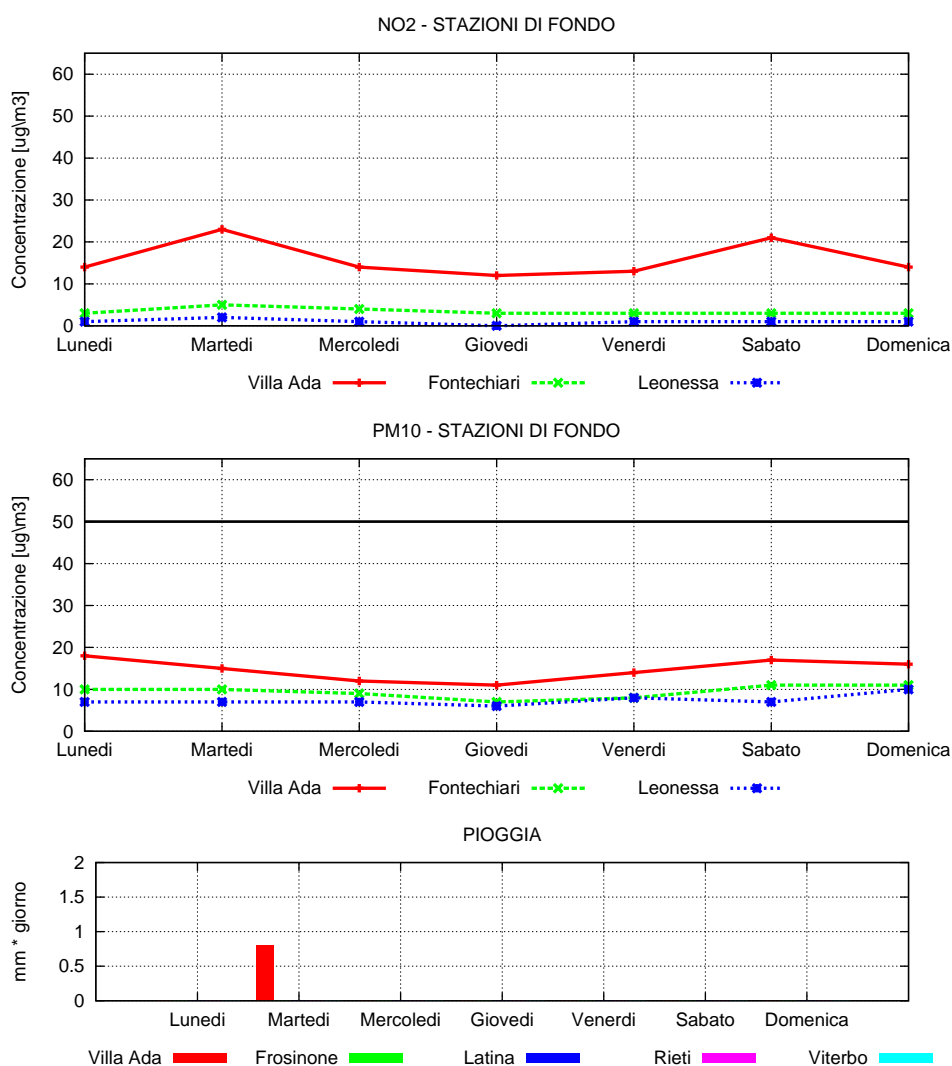 NO2 - STAZIONI DI FONDO
Concentrazione [ug\m3]
60
50
40
30
20
10
0
Lunedi Martedi Mercoledi Giovedi Venerdi Sabato Domenica
Villa Ada Fontechiari Leonessa
PM10 - STAZIONI DI FONDO
Concentrazione [ug\m3]
60
50
40
30
20
10
0
Lunedi Martedi Mercoledi Giovedi Venerdi Sabato Domenica
Villa Ada Fontechiari Leonessa
PIOGGIA
mm * giorno
2
1.5
1
0.5
0
Lunedi Martedi Mercoledi Giovedi Venerdi Sabato Domenica
Villa Ada Frosinone Latina Rieti Viterbo